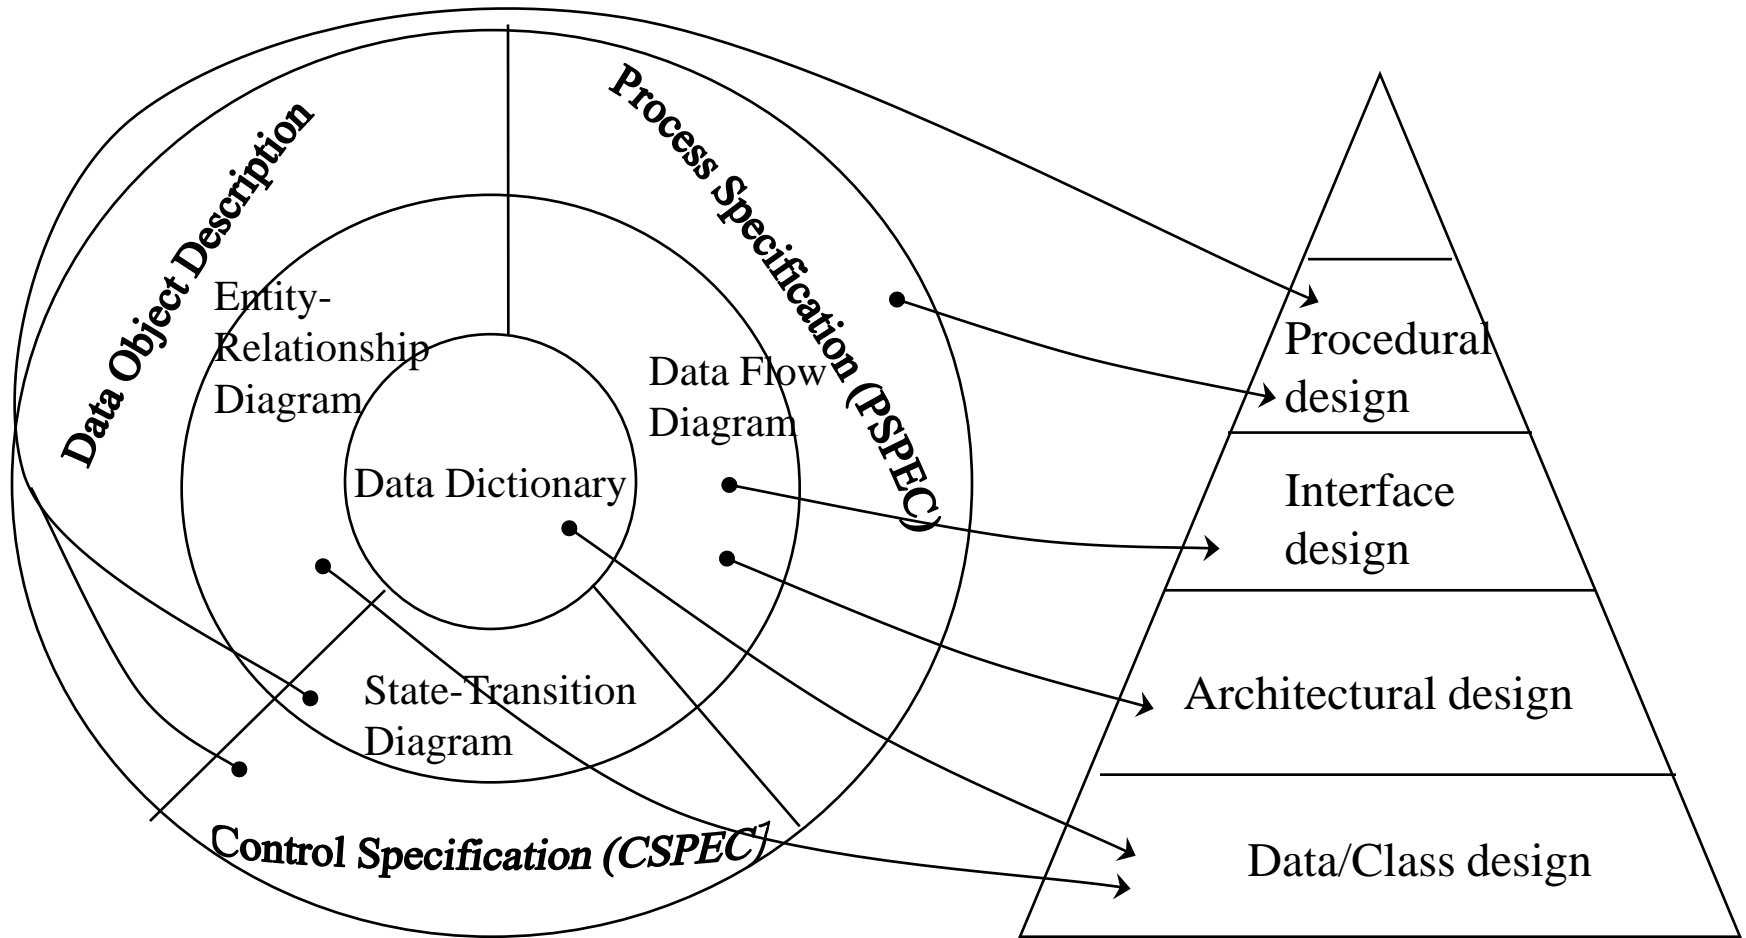 Data Object Description
Process Specification (PSPEC)
Entity-
Relationship
Diagram
Data Flow
Diagram
Data Dictionary
State-Transition
Diagram
Control Specification (CSPEC)
Procedural
design
Interface
design
Architectural design
Data/Class design